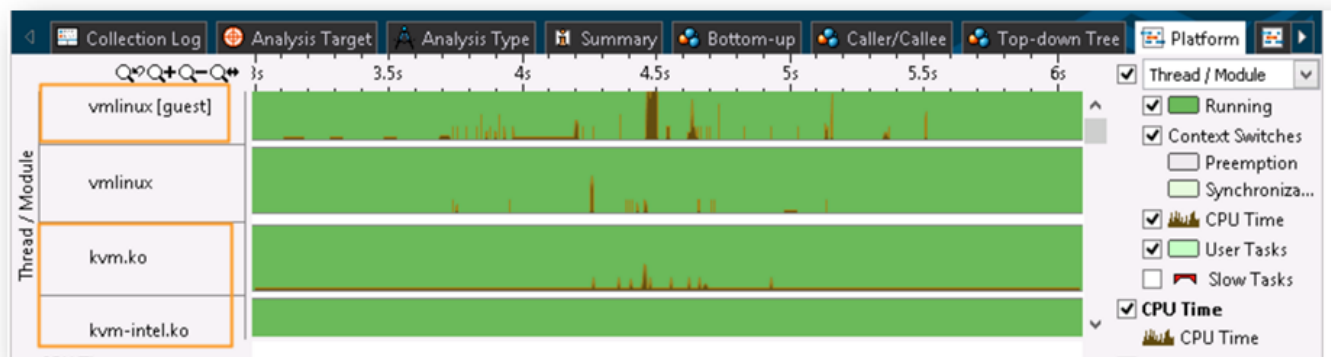 Collection Log Analysis Target Analysis Type Summary Bottom-up Caller/Callee Top-down Tree Platform
3.5s 4s 4.5s 5s 5.5s 6s
Thread / Module
vmlinux [guest]
vmlinux
kvm.ko
kvm-intel.ko
Thread / Module
Running
Context Switches
Preemption
Synchroniza...
CPU Time
User Tasks
Slow Tasks
CPU Time
CPU Time